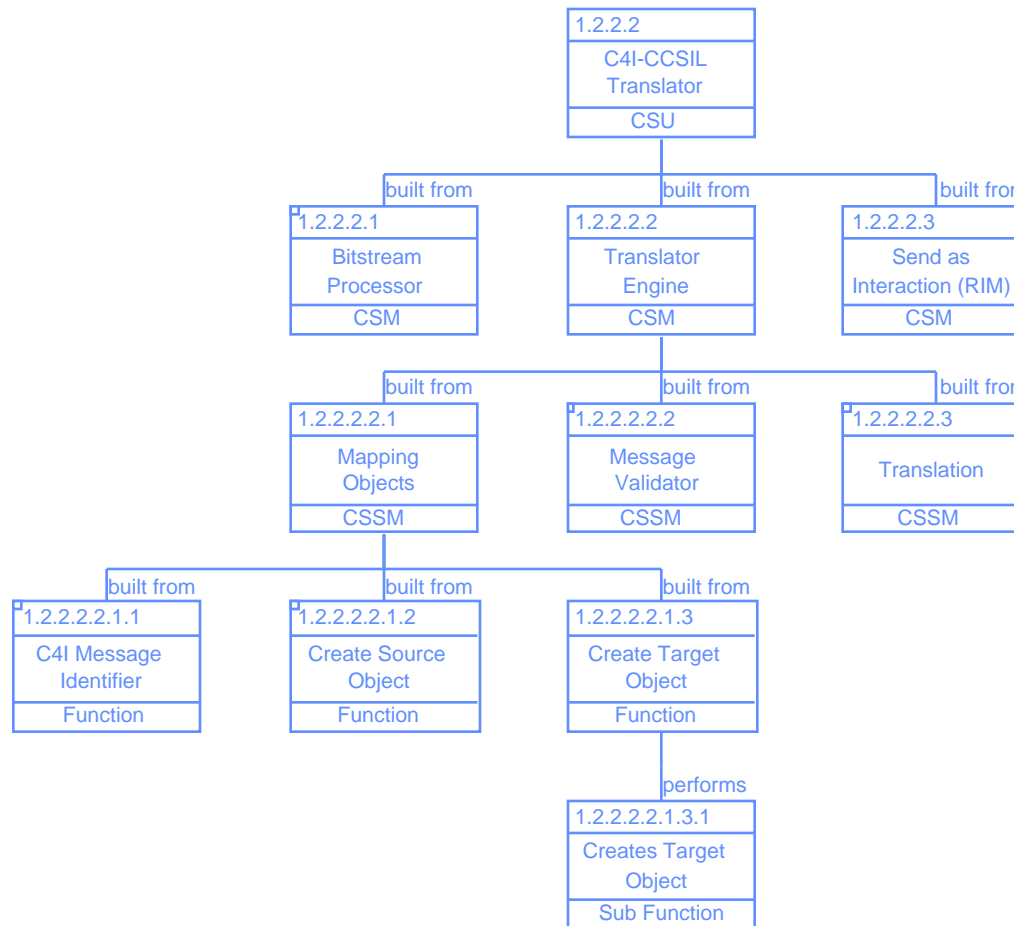 1.2.2.2
C4I-CCSIL
Translator
CSU
built from
built from
built from
1.2.2.2.1
Bitstream
Processor
CSM
1.2.2.2.2
Translator
Engine
CSM
1.2.2.2.3
Send as
Interaction (RIM)
CSM
built from
built from
built from
1.2.2.2.2.1
Mapping
Objects
CSSM
1.2.2.2.2.2
Message
Validator
CSSM
1.2.2.2.2.3
Translation
CSSM
built from
built from
built from
1.2.2.2.2.1.1
C4I Message
Identifier
Function
1.2.2.2.2.1.2
Create Source
Object
Function
1.2.2.2.2.1.3
Create Target
Object
Function
performs
1.2.2.2.2.1.3.1
Creates Target
Object
Sub Function